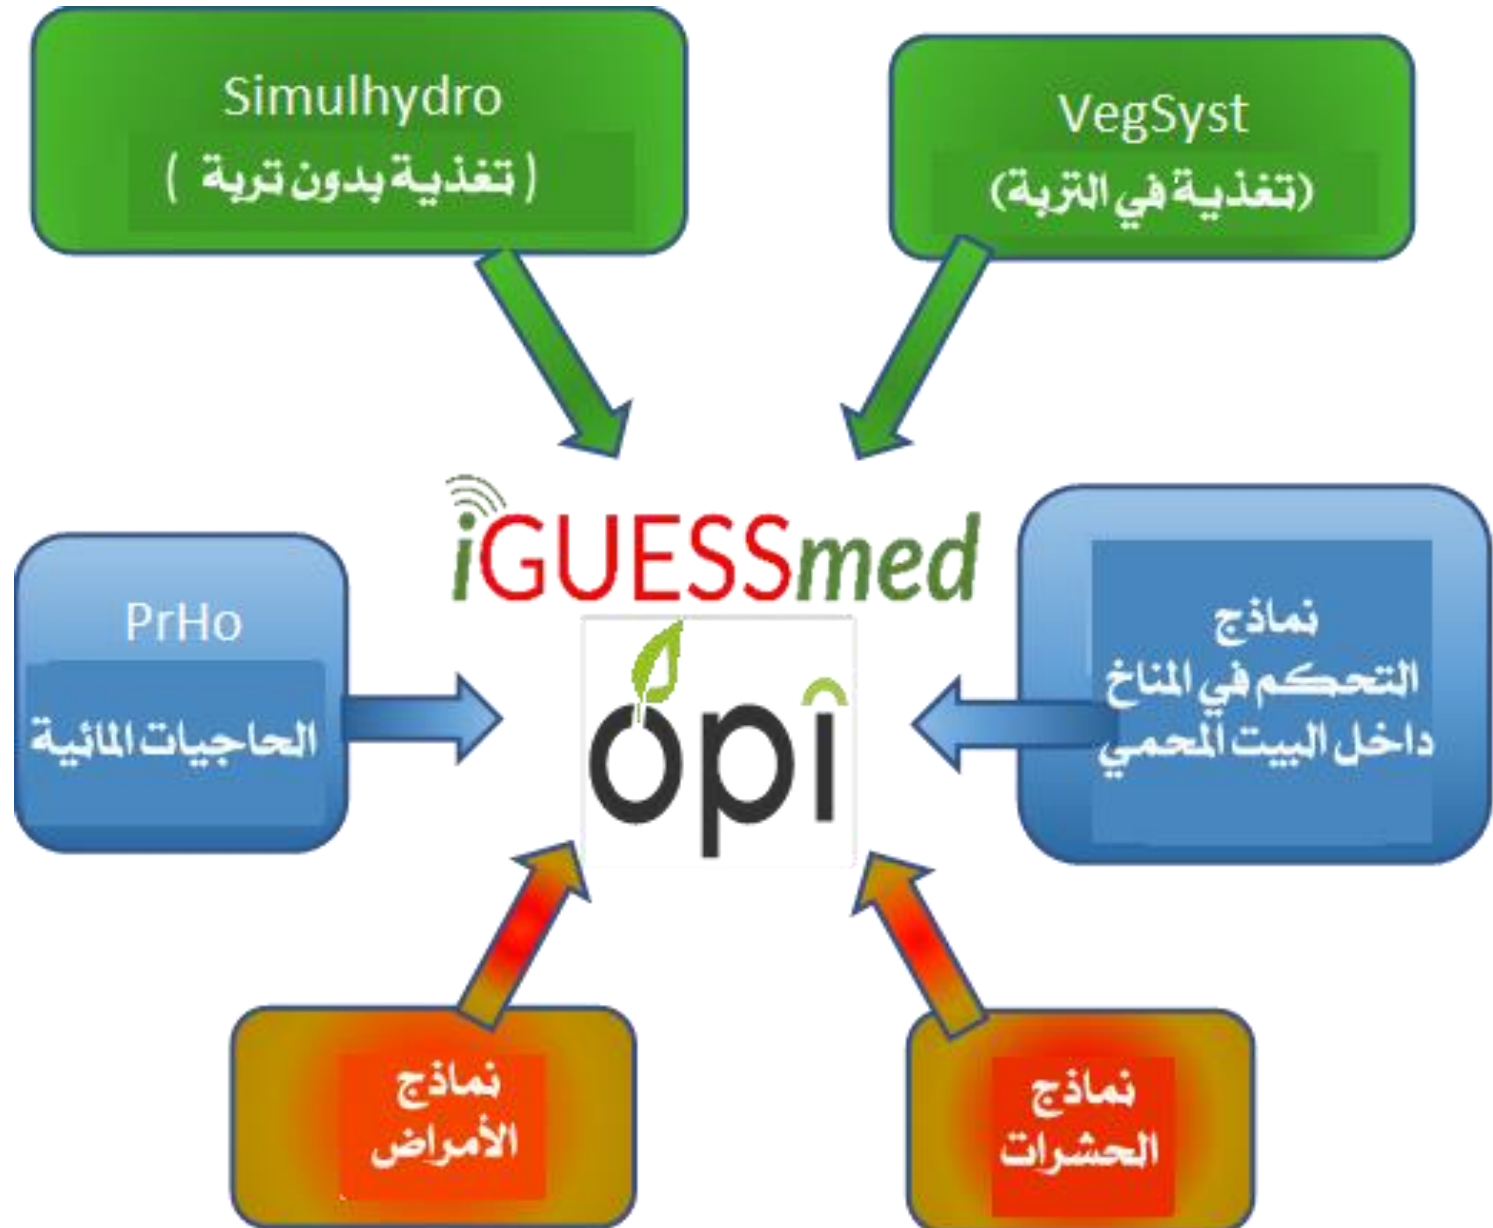 Simulhydro
( تغذية بدون تربة )
VegSyst
(تغذية في التربة)
iGUESSmed
opi
PrHo
الحاجيات المائية
نماذج
التحكم في المناخ
داخل البيت المحمي
نماذج
الأمراض
نماذج
الحشرات